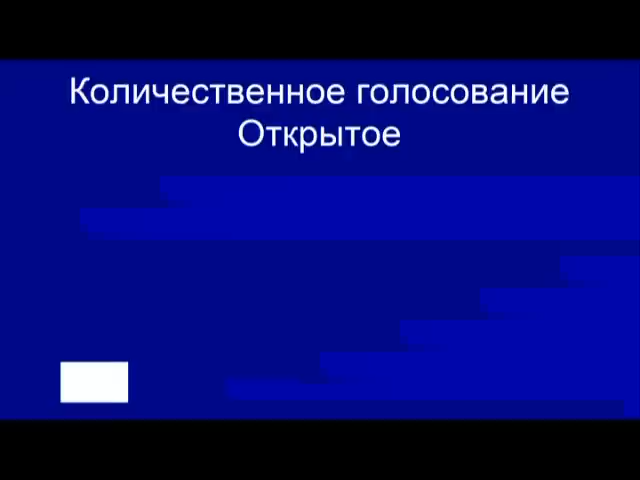 Количественное голосование
Открытое